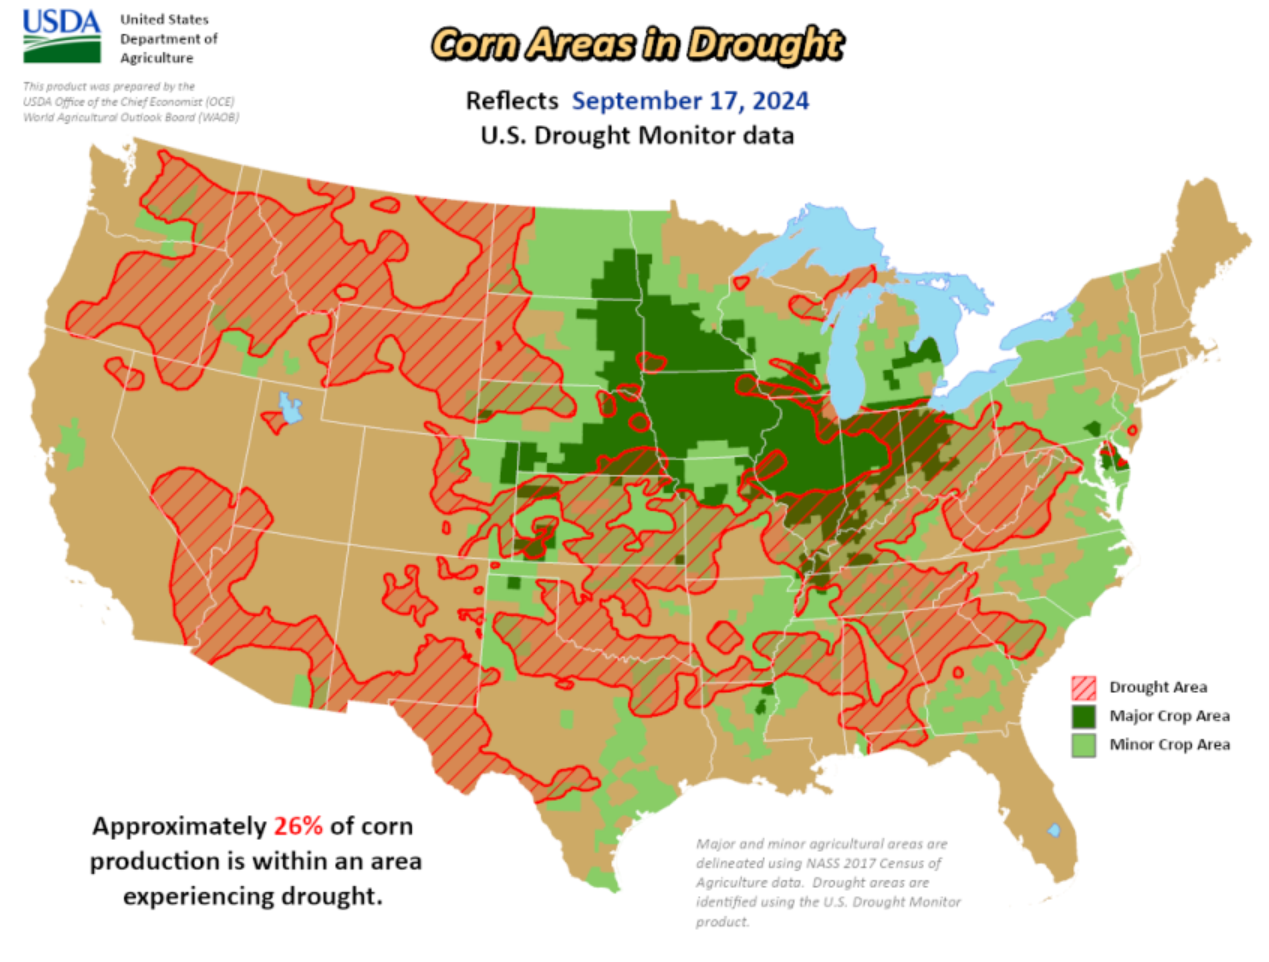 USDA
United States
Department of
Agriculture
This product was prepared by the
USDA Office of the Chief Economist (OCE)
World Agricultural Outlook Board (WAOB)
Corn Areas in Drought
Reflects September 17, 2024
U.S. Drought Monitor data
Drought Area
Major Crop Area
Minor Crop Area
Approximately 26% of corn
production is within an area
experiencing drought.
Major and minor agricultural areas are
delineated using NASS 2017 Census of
Agriculture data. Drought areas are
identified using the U.S. Drought Monitor
product.